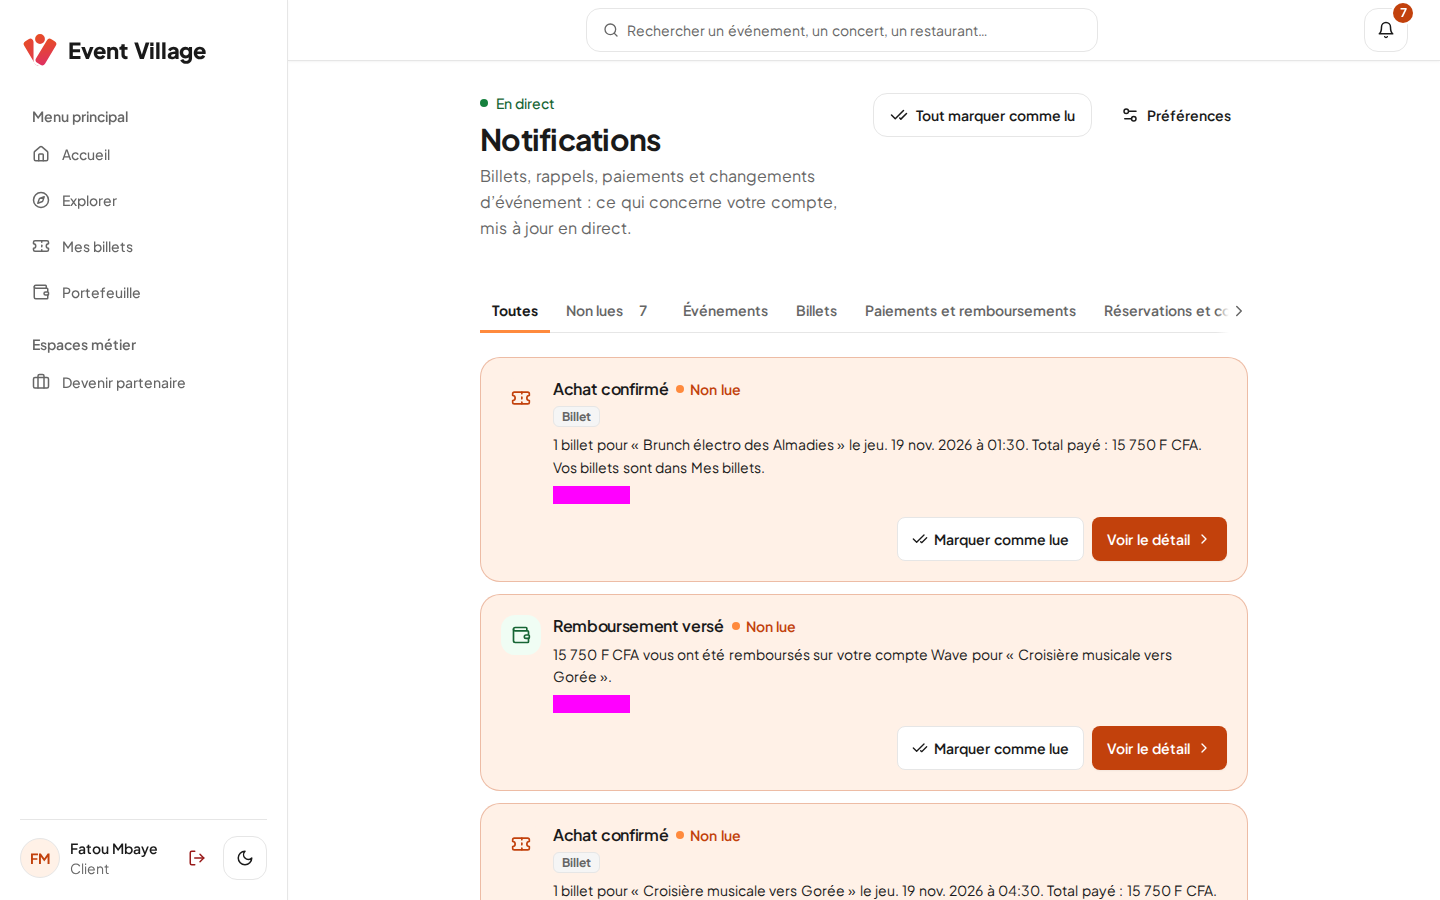 Event Village
Rechercher un événement, un concert, un restaurant...
7
Menu principal
Accueil
Explorer
Mes billets
Portefeuille
Espaces métier
Devenir partenaire
FM
Fatou Mbaye
Client
En direct
Notifications
Billets, rappels, paiements et changements
d'événement : ce qui concerne votre compte,
mis à jour en direct.
Tout marquer comme lu
Préférences
Toutes
Non lues 7
Événements
Billets
Paiements et remboursements
Réservations et
Achat confirmé
Non lue
Billet
1 billet pour « Brunch électro des Almadies » le jeu. 19 nov. 2026 à 01:30. Total payé : 15 750 F CFA.
Vos billets sont dans Mes billets.
Marquer comme lue
Voir le détail
Remboursement versé
Non lue
15 750 F CFA vous ont été remboursés sur votre compte Wave pour « Croisière musicale vers
Gorée ».
Marquer comme lue
Voir le détail
Achat confirmé
Non lue
Billet
1 billet pour « Croisière musicale vers Gorée » le jeu. 19 nov. 2026 à 04:30. Total payé : 15 750 F CFA.